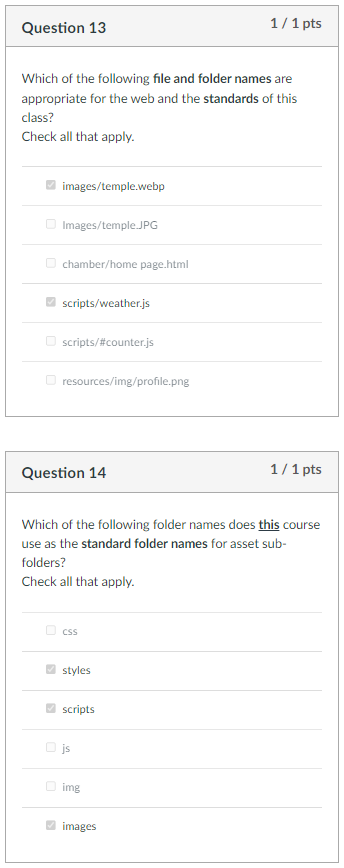 Question 13
1 / 1 pts
Which of the following file and folder names are
appropriate for the web and the standards of this
class?
Check all that apply.
images/temple.webp
Images/temple.JPG
chamber/home page.html
scripts/weather.js
scripts/#counter.js
resources/img/profile.png
Question 14
1 / 1 pts
Which of the following folder names does this course
use as the standard folder names for asset sub-
folders?
Check all that apply.
css
styles
scripts
js
img
images